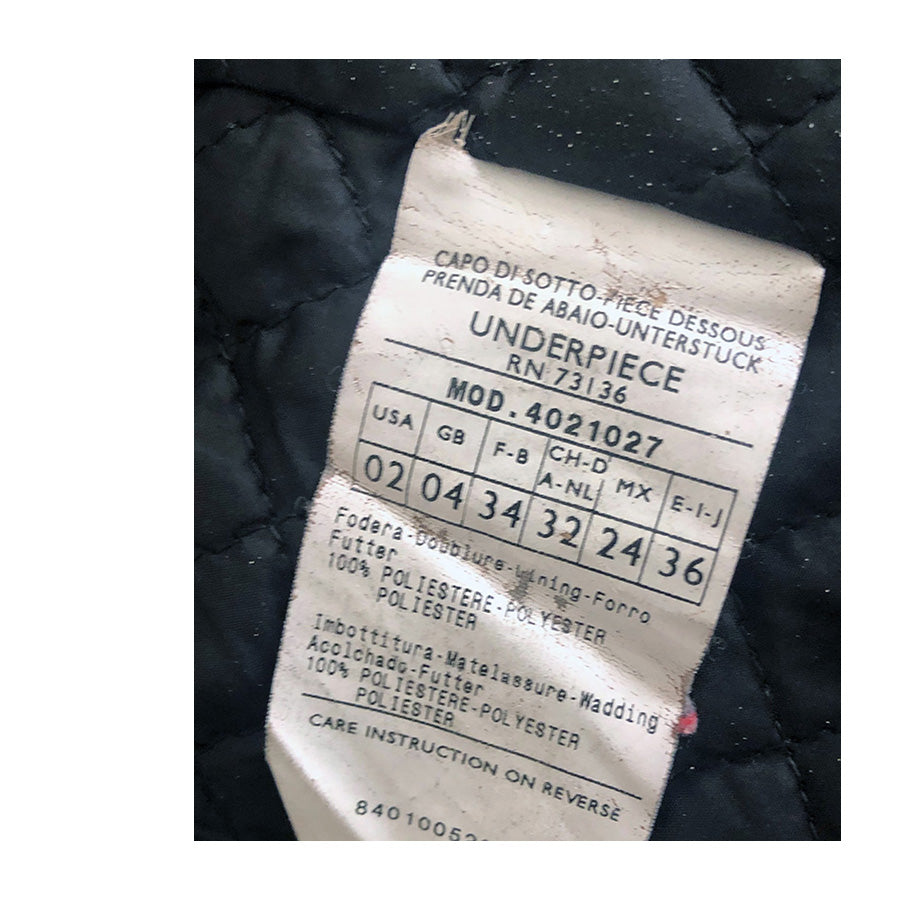 CAPO DI SOTTO-PIECE DESSOUS
PRENDA DE ABAIO-UNTERSTUCK
UNDERPIECE
RN 73136
MOD. 4021027
USA GB F-B CH-D A-NL MX E-I-J
02 04 34 32 24 36
Fodera-Doublure-Lining-Forro
Futter
100% POLIESTERE-POLYESTER
POLIESTER
Imbottitura-Matelassure-Wadding
Acolchado-Futter
100% POLIESTERE-POLYESTER
POLIESTER
CARE INSTRUCTION ON REVERSE
8401005